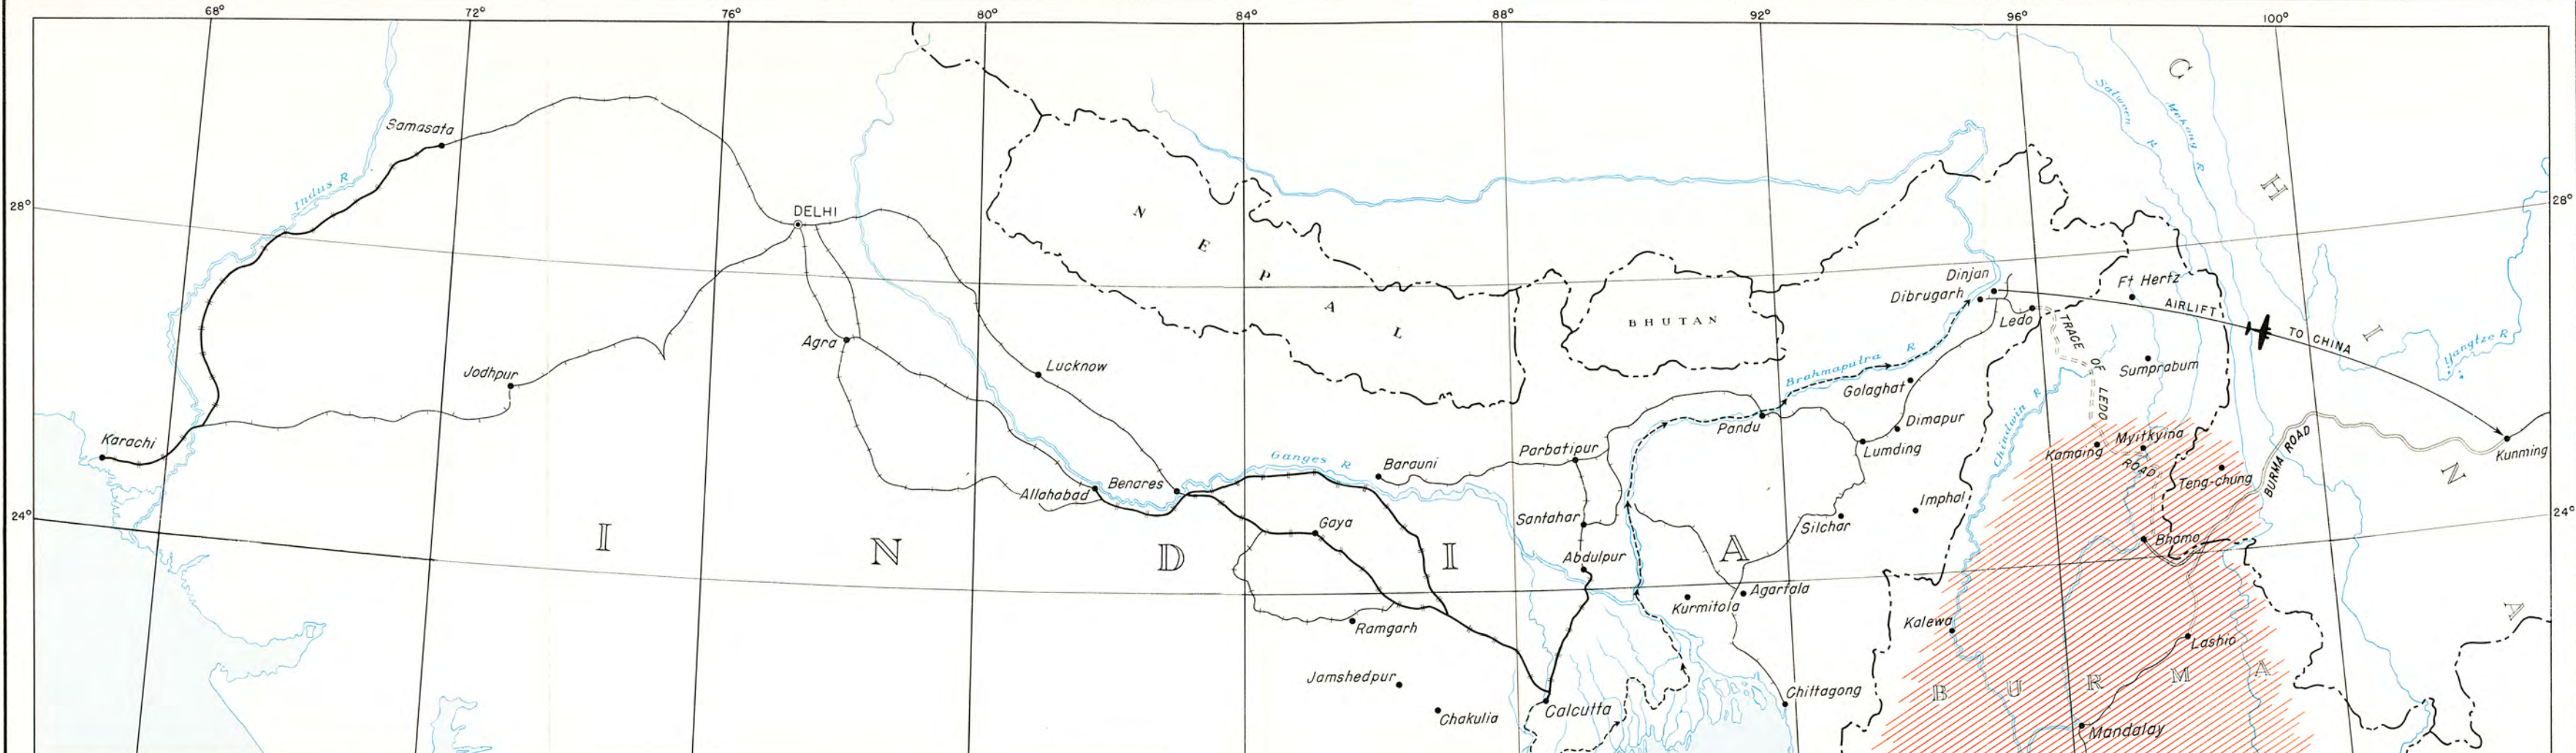 68° 72° 76° 80° 84° 88° 92° 96° 100°
C
Salween R
Mekong R
Samasata
Indus R
H
28°
28°
DELHI
N
E
P
A
L
BHUTAN
Dinjan
Dibrugarh
Ledo
Ft Hertz
AIRLIFT TO CHINA
I
Yangtze R
TRACE OF LEDO ROAD
Agra
Lucknow
Jodhpur
Sumprabum
Brahmaputra R
Golaghat
Chindwin R
Dimapur
Pandu
Lumding
Karachi
Kamaing
Myitkyina
BURMA ROAD
Kunming
N
Ganges R
Barauni
Parbatipur
Benares
Allahabad
Teng-chung
Imphal
Silchar
24°
24°
Gaya
Santahar
I N D I A
Abdulpur
Bhamo
Agartala
Kurmitola
A
Ramgarh
Kalewa
Lashio
Jamshedpur
B U R M A
Chakulia
Calcutta
Chittagong
Mandalay